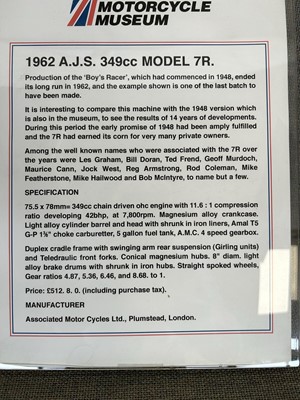 MOTORCYCLE
MUSEUM
1962 A.J.S. 349cc MODEL 7R.
Production of the 'Boy's Racer', which had commenced in 1948, ended
its long run in 1962, and the example shown is one of the last batch to
have been made.
It is interesting to compare this machine with the 1948 version which
is also in the museum, to see the results of 14 years of developments.
During this period the early promise of 1948 had been amply fulfilled
and the 7R had earned its corn for very many private owners.
Among the well known names who were associated with the 7R over
the years were Les Graham, Bill Doran, Ted Frend, Geoff Murdoch,
Maurice Cann, Jock West, Reg Armstrong, Rod Coleman, Mike
Featherstone, Mike Hailwood and Bob McIntyre, to name but a few.
SPECIFICATION
75.5 x 78mm= 349cc chain driven ohc engine with 11.6 : 1 compression
ratio developing 42bhp, at 7,800rpm. Magnesium alloy crankcase.
Light alloy cylinder barrel and head with shrunk in iron liners, Amal T5
G-P 1⅜" choke carburetter, 5 gallon fuel tank, A.M.C. 4 speed gearbox.
Duplex cradle frame with swinging arm rear suspension (Girling units)
and Teledraulic front forks. Conical magnesium hubs. 8" diam. light
alloy brake drums with shrunk in iron hubs. Straight spoked wheels,
Gear ratios 4.87, 5.36, 6.46, and 8.68. to 1.
Price: £512. 8. 0. (including purchase tax).
MANUFACTURER
Associated Motor Cycles Ltd., Plumstead, London.